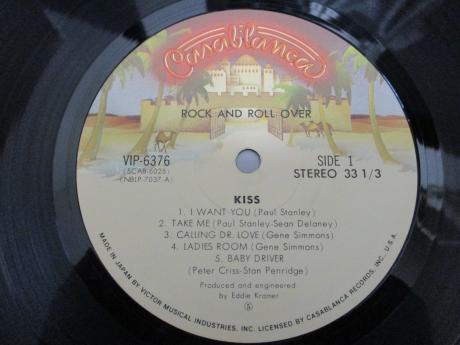 Casablanca
ROCK AND ROLL OVER
VIP-6376
(SCAB-6026)
(NBLP-7037-A)
SIDE 1
STEREO 33 1/3
KISS
1. I WANT YOU (Paul Stanley)
2. TAKE ME (Paul Stanley-Sean Delaney)
3. CALLING DR. LOVE (Gene Simmons)
4. LADIES ROOM (Gene Simmons)
5. BABY DRIVER
(Peter Criss-Stan Penridge)
Produced and engineered
by Eddie Kramer
MADE IN JAPAN BY VICTOR MUSICAL INDUSTRIES, INC. LICENSED BY CASABLANCA RECORDS, INC., U.S.A.